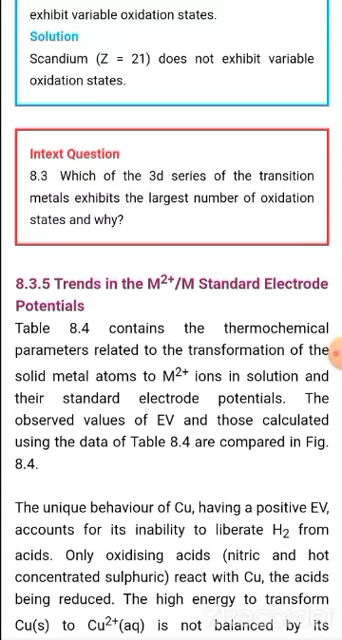 exhibit variable oxidation states.
Solution
Scandium (Z = 21) does not exhibit variable
oxidation states.
Intext Question
8.3 Which of the 3d series of the transition
metals exhibits the largest number of oxidation
states and why?
8.3.5 Trends in the M2+/M Standard Electrode
Potentials
Table 8.4 contains the thermochemical
parameters related to the transformation of the
solid metal atoms to M2+ ions in solution and
their standard electrode potentials. The
observed values of EV and those calculated
using the data of Table 8.4 are compared in Fig.
8.4.
The unique behaviour of Cu, having a positive EV,
accounts for its inability to liberate H2 from
acids. Only oxidising acids (nitric and hot
concentrated sulphuric) react with Cu, the acids
being reduced. The high energy to transform
Cu(s) to Cu2+(aq) is not balanced by its